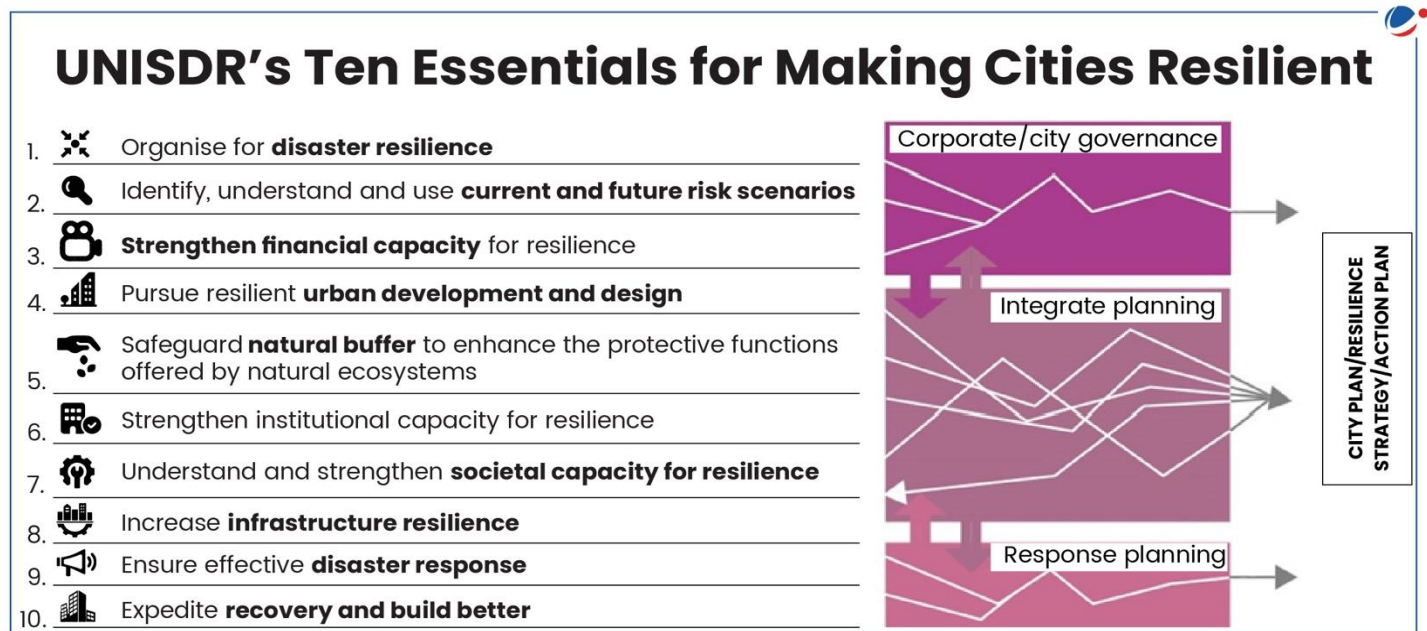 UNISDR's Ten Essentials for Making Cities Resilient
1. Organise for disaster resilience
2. Identify, understand and use current and future risk scenarios
3. Strengthen financial capacity for resilience
4. Pursue resilient urban development and design
5. Safeguard natural buffer to enhance the protective functions
offered by natural ecosystems
6. Strengthen institutional capacity for resilience
7. Understand and strengthen societal capacity for resilience
8. Increase infrastructure resilience
9. Ensure effective disaster response
10. Expedite recovery and build better
Corporate/city governance
Integrate planning
Response planning
CITY PLAN/RESILIENCE
STRATEGY/ACTION PLAN